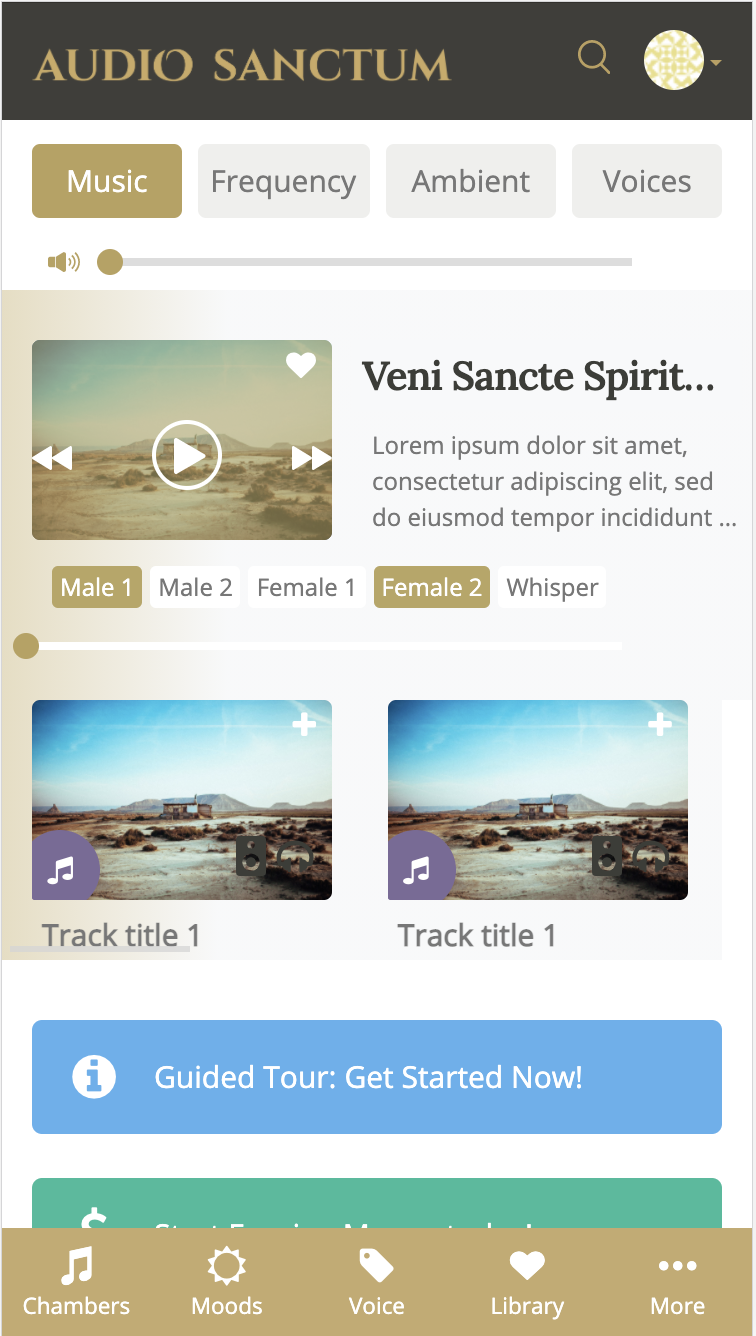 AUDIO SANCTUM
Music Frequency Ambient Voices
Veni Sancte Spirit...
Lorem ipsum dolor sit amet,
consectetur adipiscing elit, sed
do eiusmod tempor incididunt ...
Male 1 Male 2 Female 1 Female 2 Whisper
Track title 1 Track title 1
Guided Tour: Get Started Now!
Chambers Moods Voice Library More